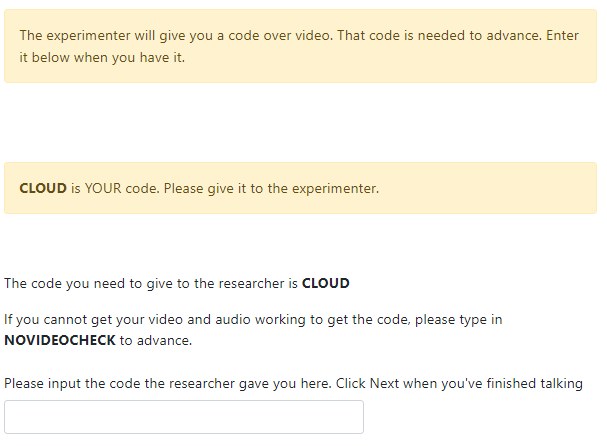 The experimenter will give you a code over video. That code is needed to advance. Enter
it below when you have it.
CLOUD is YOUR code. Please give it to the experimenter.
The code you need to give to the researcher is CLOUD
If you cannot get your video and audio working to get the code, please type in
NOVIDEOCHECK to advance.
Please input the code the researcher gave you here. Click Next when you've finished talking